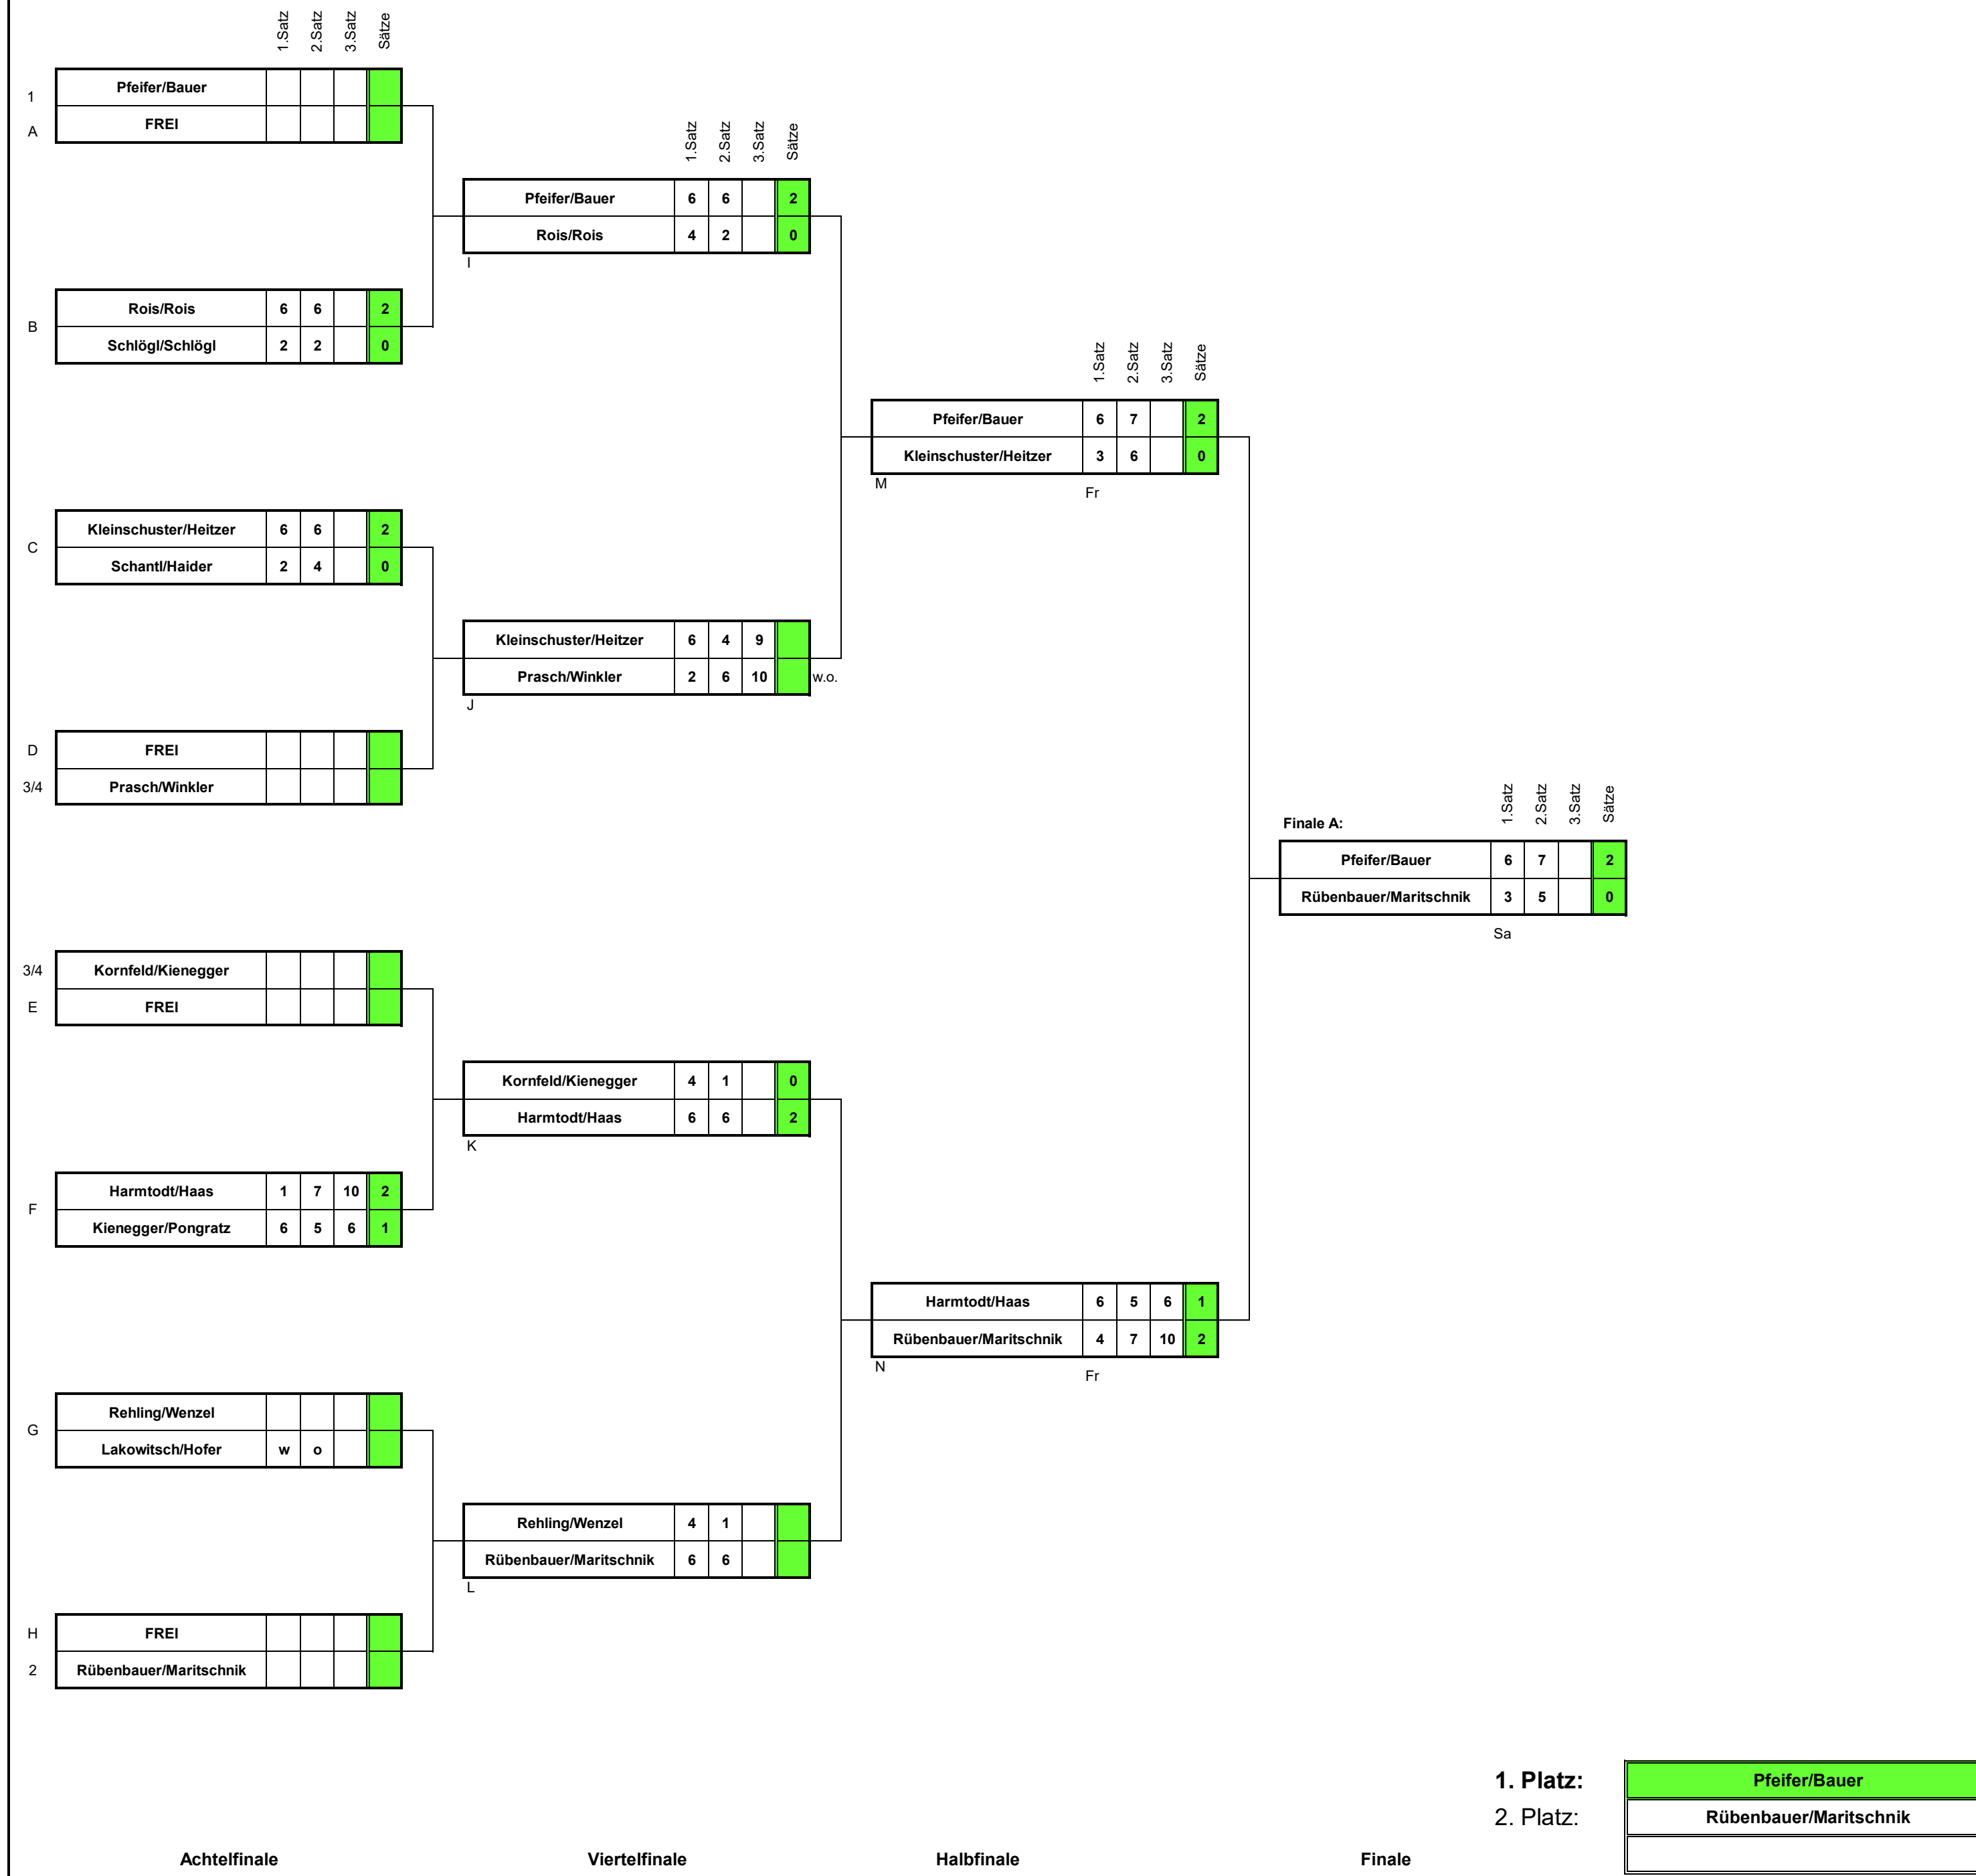 1.Satz 2.Satz 3.Satz Sätze
1 Pfeifer/Bauer
A FREI
1.Satz 2.Satz 3.Satz Sätze
Pfeifer/Bauer 6 6 2
Rois/Rois 4 2 0
I
B
Rois/Rois 6 6 2
Schlögl/Schlögl 2 2 0
1.Satz 2.Satz 3.Satz Sätze
Pfeifer/Bauer 6 7 2
Kleinschuster/Heitzer 3 6 0
M Fr
C
Kleinschuster/Heitzer 6 6 2
Schantl/Haider 2 4 0
Kleinschuster/Heitzer 6 4 9
Prasch/Winkler 2 6 10 w.o.
J
D FREI
3/4 Prasch/Winkler
1.Satz 2.Satz 3.Satz Sätze
Finale A:
Pfeifer/Bauer 6 7 2
Rübenbauer/Maritschnik 3 5 0
Sa
3/4 Kornfeld/Kienegger
E FREI
Kornfeld/Kienegger 4 1 0
Harmtodt/Haas 6 6 2
K
F
Harmtodt/Haas 1 7 10 2
Kienegger/Pongratz 6 5 6 1
Harmtodt/Haas 6 5 6 1
Rübenbauer/Maritschnik 4 7 10 2
N Fr
G
Rehling/Wenzel
Lakowitsch/Hofer w o
Rehling/Wenzel 4 1
Rübenbauer/Maritschnik 6 6
L
H FREI
2 Rübenbauer/Maritschnik
1. Platz: Pfeifer/Bauer
2. Platz: Rübenbauer/Maritschnik
Achtelfinale Viertelfinale Halbfinale Finale